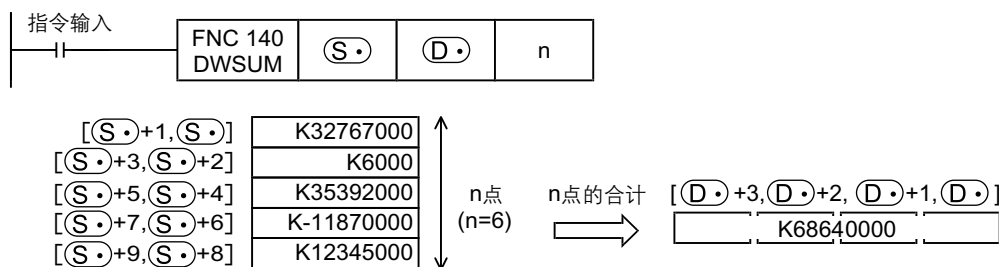 指令输入
FNC 140
DWSUM
S·
D·
n
[S·+1,S·] K32767000
[S·+3,S·+2] K6000
[S·+5,S·+4] K35392000
[S·+7,S·+6] K-11870000
[S·+9,S·+8] K12345000
n点
(n=6)
n点的合计
[D·+3,D·+2, D·+1,D·]
K68640000